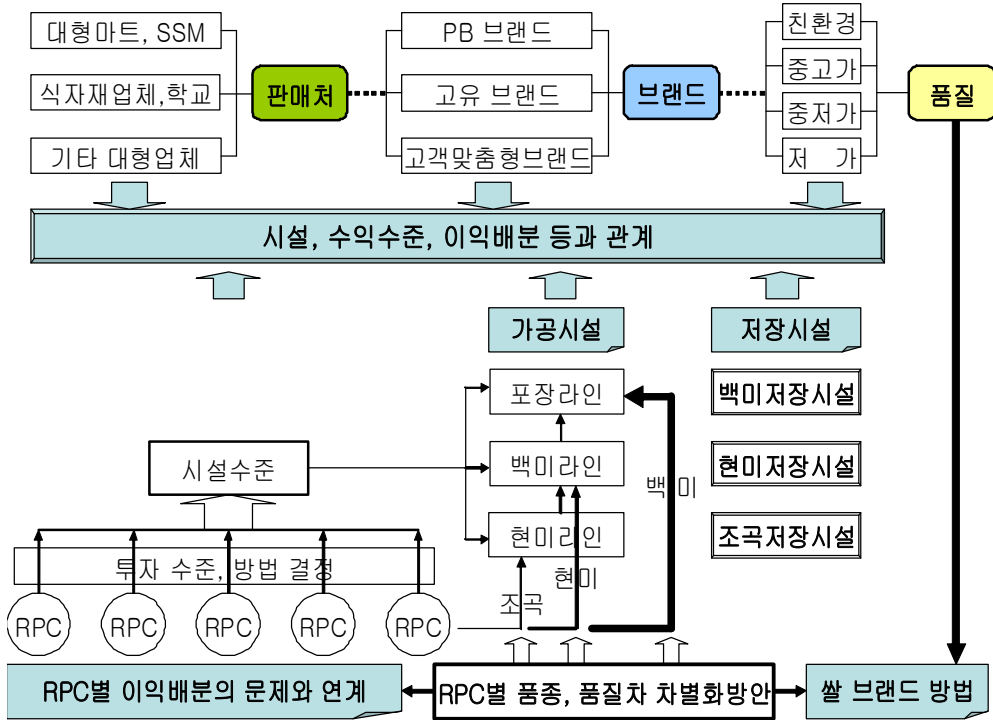 대형마트, SSM
식자재업체,학교
기타 대형업체
판매처
PB 브랜드
고유 브랜드
고객맞춤형브랜드
브랜드
친환경
중고가
중저가
저 가
품질
시설, 수익수준, 이익배분 등과 관계
가공시설
저장시설
포장라인
백미라인
현미라인
백미저장시설
현미저장시설
조곡저장시설
시설수준
투자 수준, 방법 결정
백 미
현미
조곡
RPC
RPC
RPC
RPC
RPC
RPC별 이익배분의 문제와 연계
RPC별 품종, 품질차 차별화방안
쌀 브랜드 방법